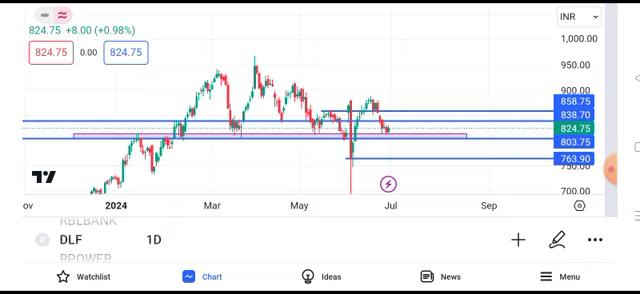 INR
824.75 +8.00 (+0.98%)
824.75 0.00 824.75
1,000.00
950.00
900.00
858.75
838.70
824.75
803.75
763.90
750.00
700.00
ov 2024 Mar May Jul Sep
RBLBANK
D DLF 1D
RPOWER
Watchlist Chart Ideas News Menu